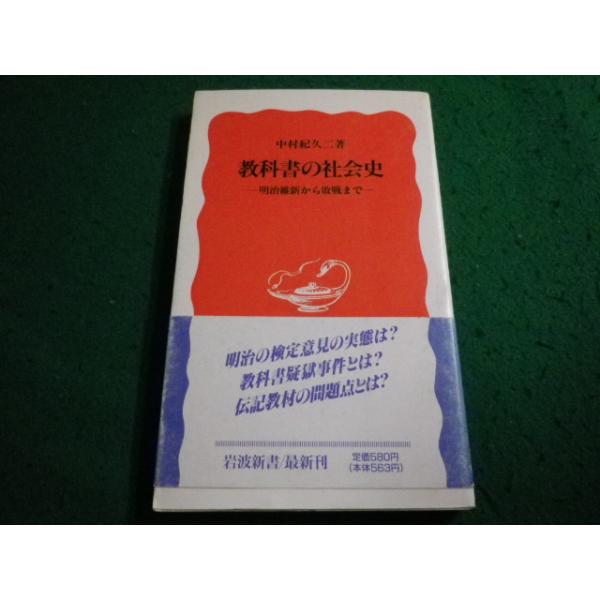 中村紀久二著
教科書の社会史
―明治維新から敗戦まで―
明治の検定意見の実態は?
教科書疑獄事件とは?
伝記教材の問題点とは?
岩波新書/最新刊
定価580円
(本体563円)